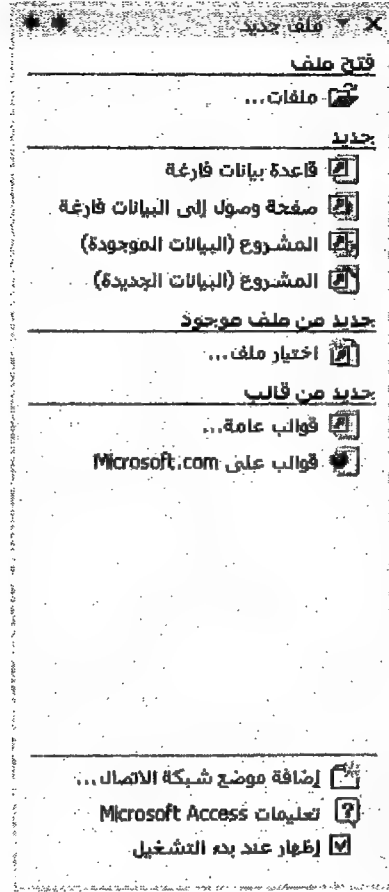 ملف جديد
فتح ملف
ملفات...
جديد
قاعدة بيانات فارغة
صفحة وصول إلى البيانات فارغة
المشروع (البيانات الموجودة)
المشروع (البيانات الجديدة)
جديد من ملف موجود
اختيار ملف...
جديد من قالب
قوالب عامة...
قوالب على Microsoft.com
إضافة موضع شبكة الاتصال...
تعليمات Microsoft Access
إظهار عند بدء التشغيل